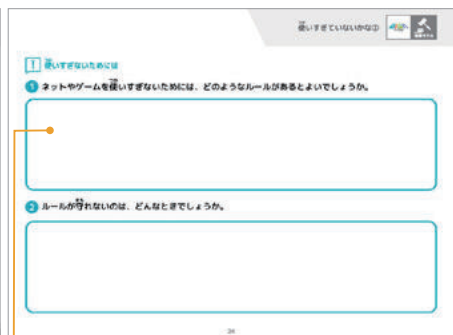 使いすぎていないかな②
! 使いすぎないためには
1 ネットやゲームを使いすぎないためには、どのようなルールがあるとよいでしょうか。
2 ルールが守れないのは、どんなときでしょうか。